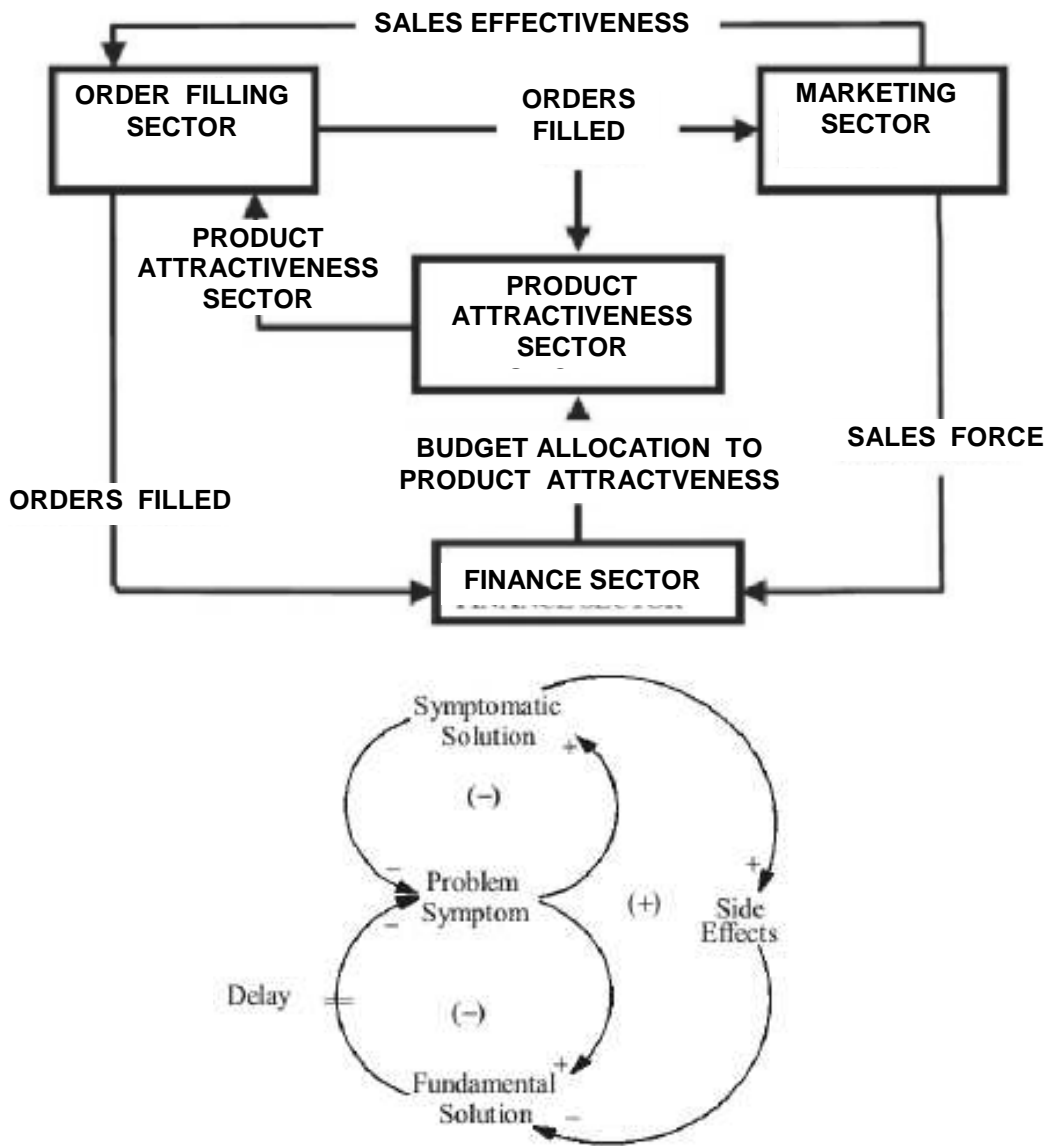 SALES EFFECTIVENESS
ORDER FILLING
SECTOR
ORDERS
FILLED
MARKETING
SECTOR
PRODUCT
ATTRACTIVENESS
SECTOR
PRODUCT
ATTRACTIVENESS
SECTOR
BUDGET ALLOCATION TO
PRODUCT ATTRACTVENESS
SALES FORCE
ORDERS FILLED
FINANCE SECTOR
Symptomatic
Solution
+
(-)
-
Problem
Symptom
-
(+)
+
Side
Effects
Delay
(-)
+
Fundamental
Solution
-